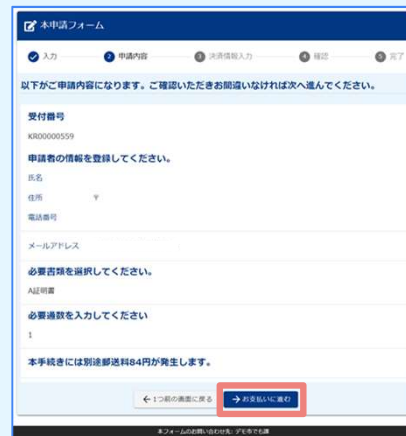 本申請フォーム
入力 2 申請内容 3 決済情報入力 4 確認 5 完了
以下がご申請内容になります。ご確認いただきお間違いなければ次へ進んでください。
受付番号
KR00000559
申請者の情報を登録してください。
氏名
住所 〒
電話番号
メールアドレス
必要書類を選択してください。
A証明書
必要通数を入力してください
1
本手続きには別途郵送料84円が発生します。
←1つ前の画面に戻る →お支払いに進む
本フォームのお問い合わせ先: デモ市でも課